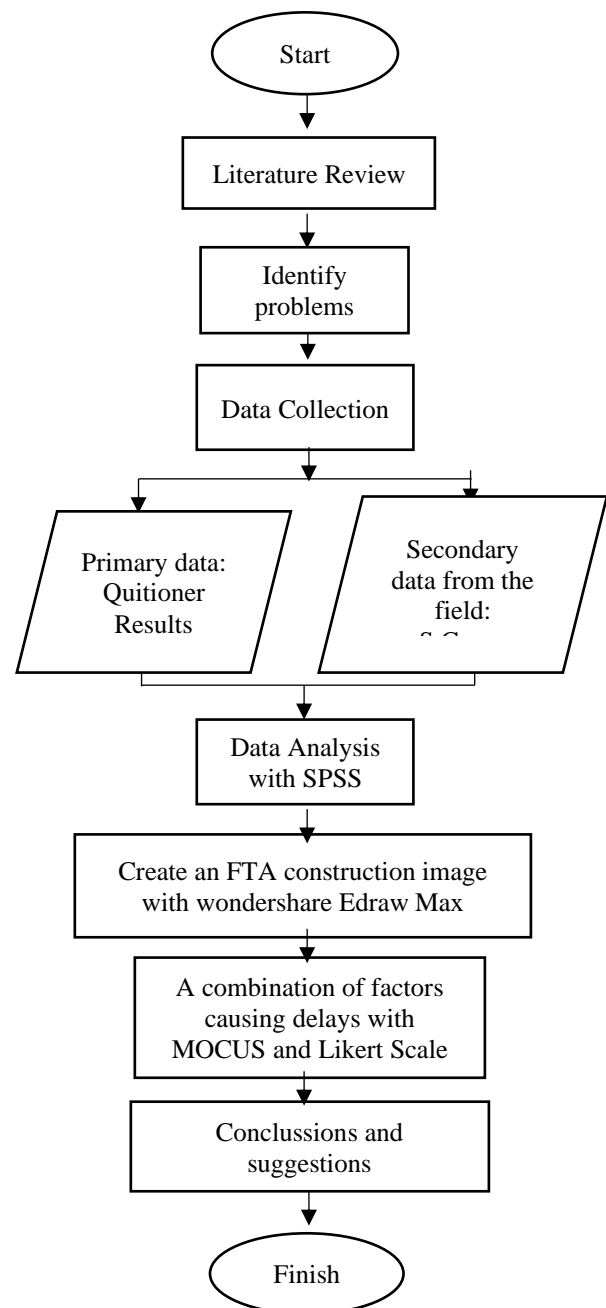 Start
Literature Review
Identify
problems
Data Collection
Primary data:
Quitioner
Results
Secondary
data from the
field:
Data Analysis
with SPSS
Create an FTA construction image
with wondershare Edraw Max
A combination of factors
causing delays with
MOCUS and Likert Scale
Conclussions and
suggestions
Finish